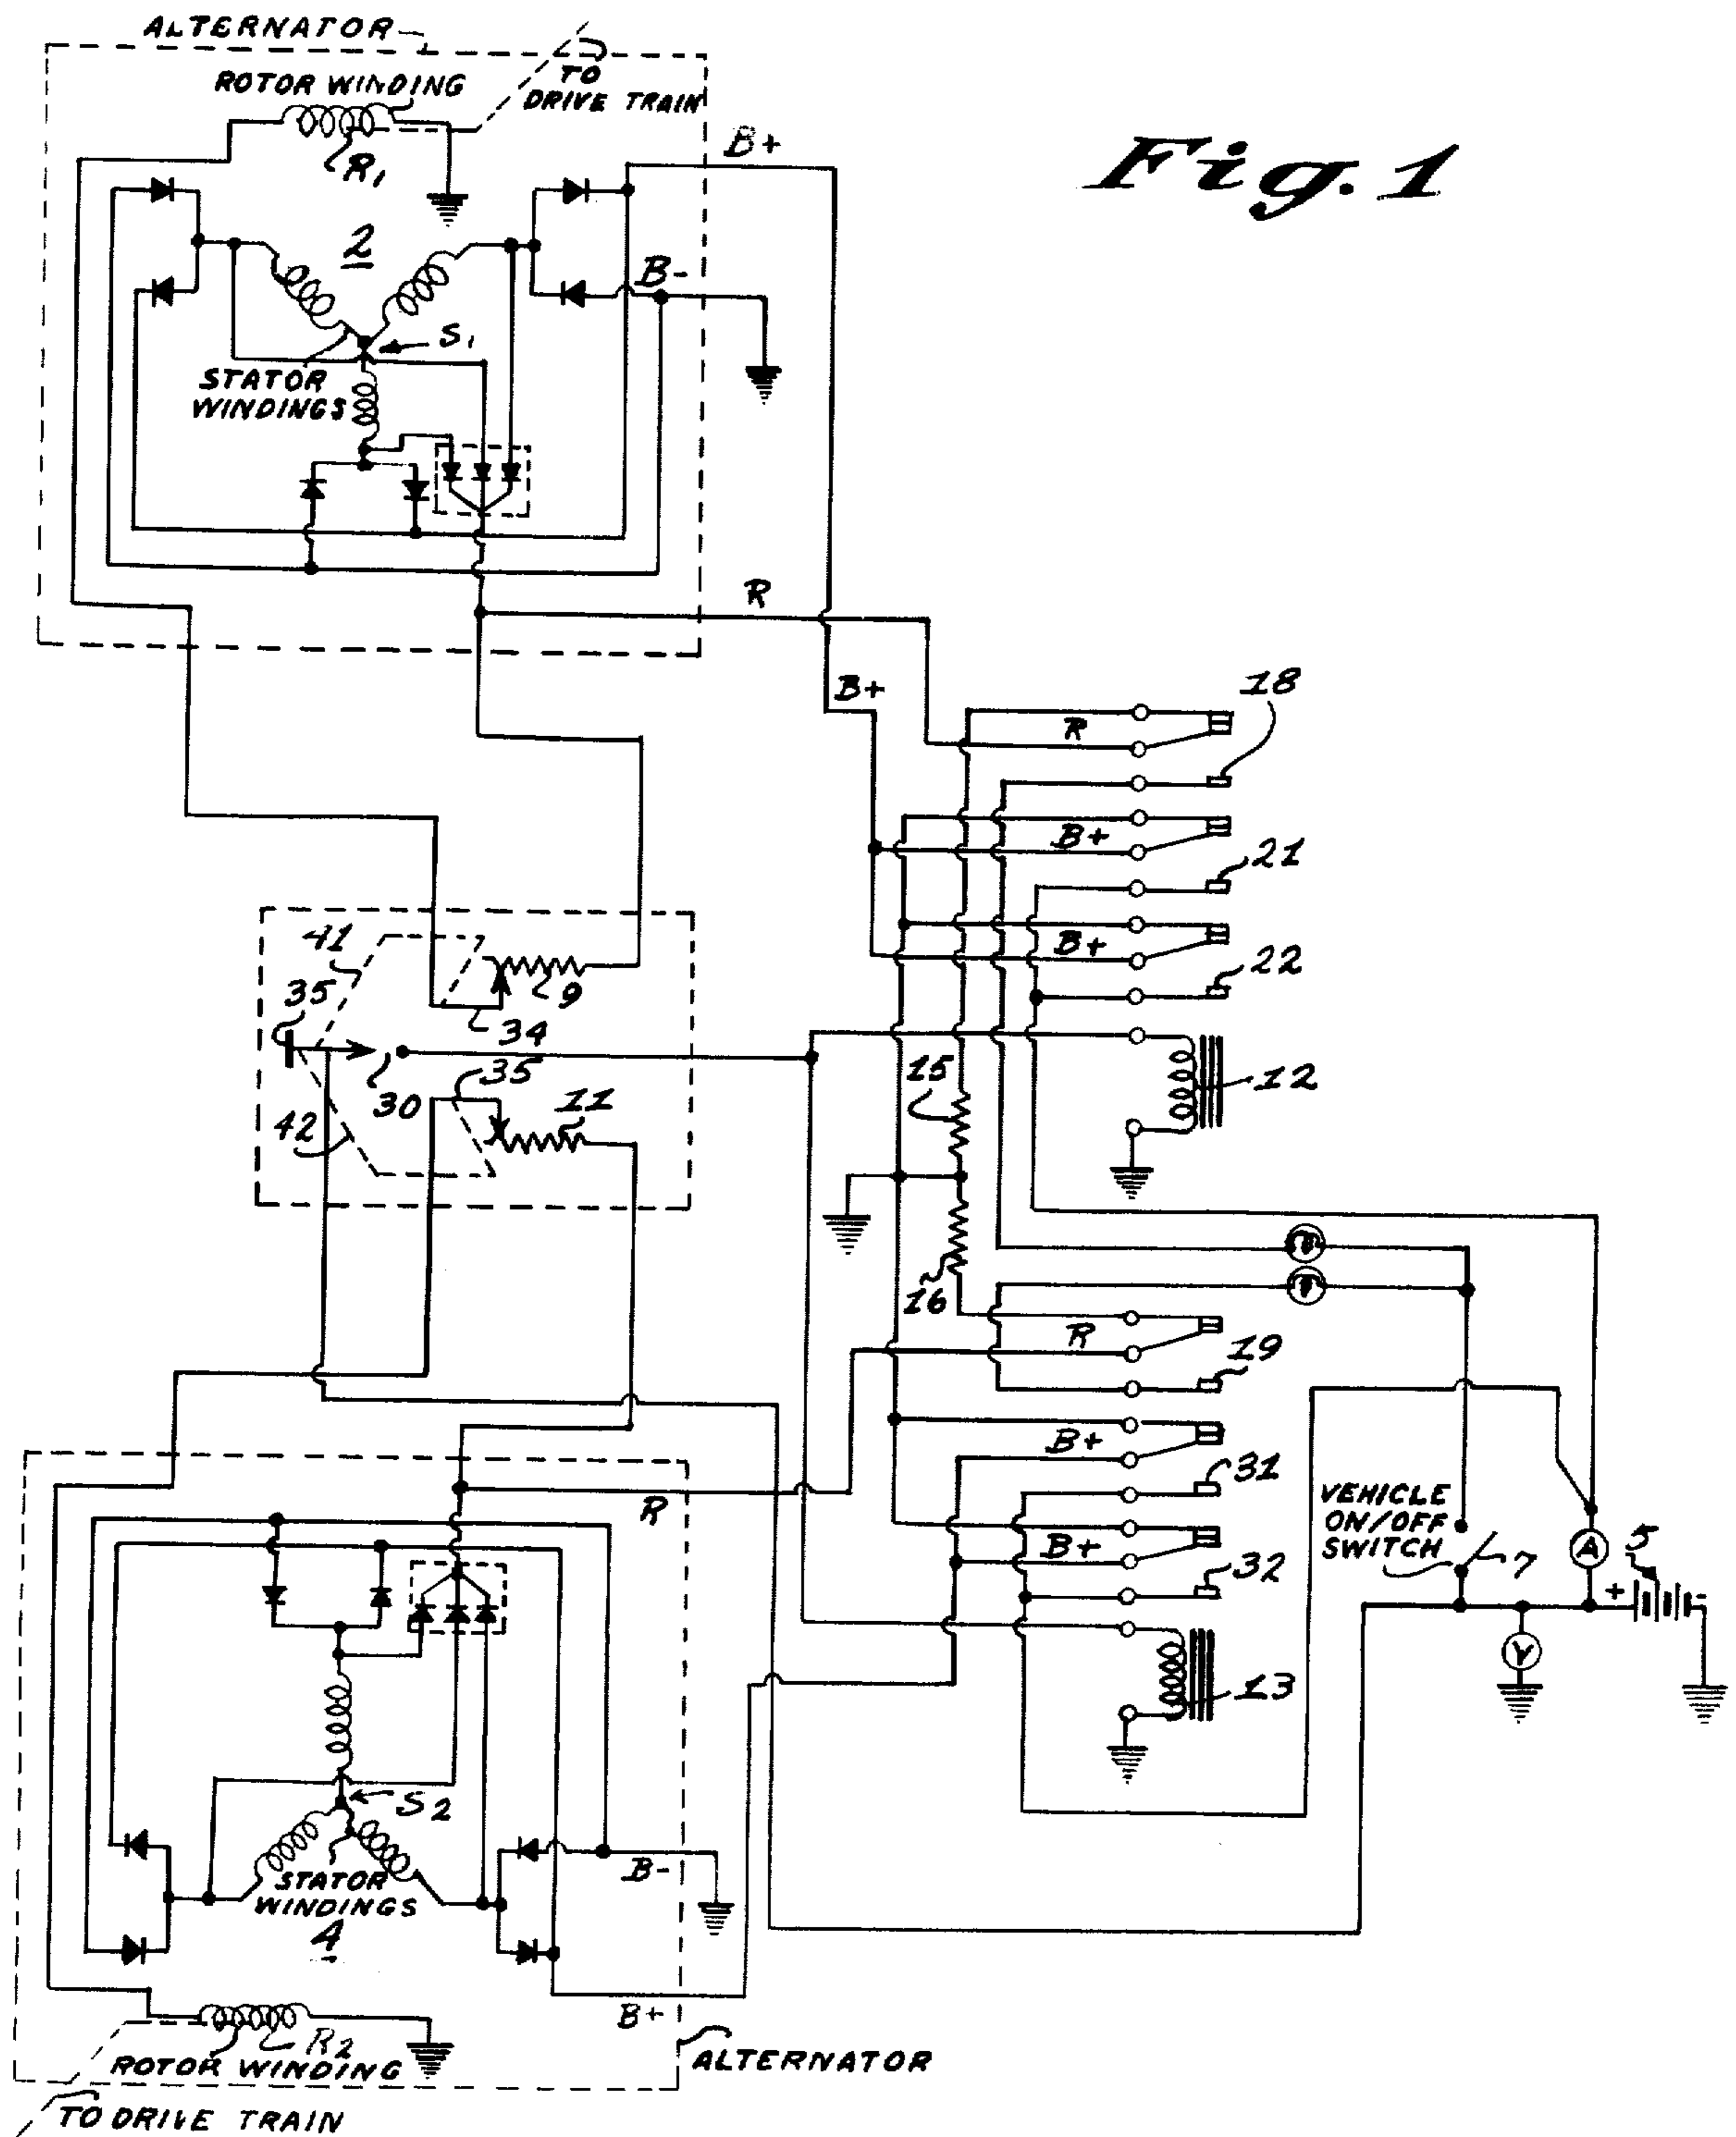 ALTERNATOR
ROTOR WINDING
TO
DRIVE TRAIN
R1
B+
Fig. 1
2
B-
S1
STATOR
WINDINGS
R
B+
18
R
B+
21
B+
22
41
35
9
34
30
35
11
42
15
12
16
R
19
B+
31
R
VEHICLE
ON/OFF
SWITCH
7
A
5
B+
32
+
-
V
13
S2
STATOR
WINDINGS
B-
4
B+
R2
ROTOR WINDING
ALTERNATOR
TO DRIVE TRAIN